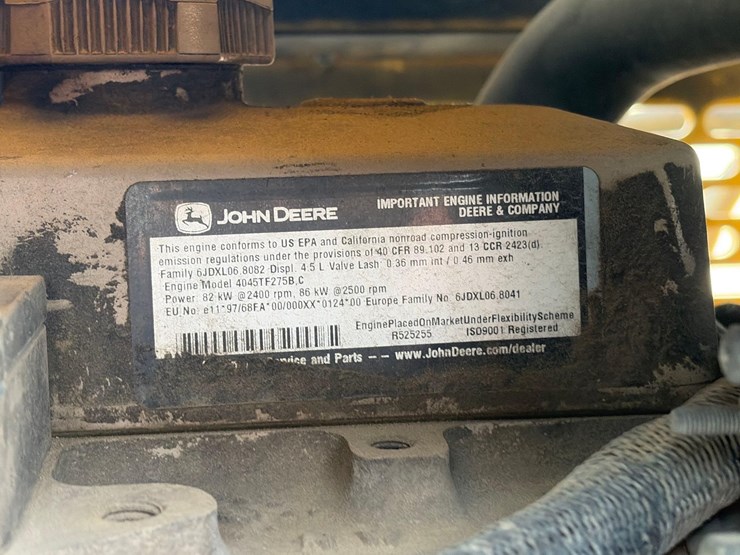 JOHN DEERE
IMPORTANT ENGINE INFORMATION
DEERE & COMPANY
This engine conforms to US EPA and California nonroad compression-ignition
emission regulations under the provisions of 40 CFR 89.102 and 13 CCR 2423(d)
Family 6JDXL06.8082 Displ. 4.5 L Valve Lash 0.36 mm int / 0.46 mm exh
Engine Model 4045TF275B,C
Power: 82 kW @2400 rpm, 86 kW @2500 rpm
EU No. e11*97/68FA*00/000XX*0124*00 Europe Family No. 6JDXL06.8041
EnginePlacedOnMarketUnderFlexibilityScheme
R525255 ISO9001 Registered
and Parts -- www.JohnDeere.com/dealer